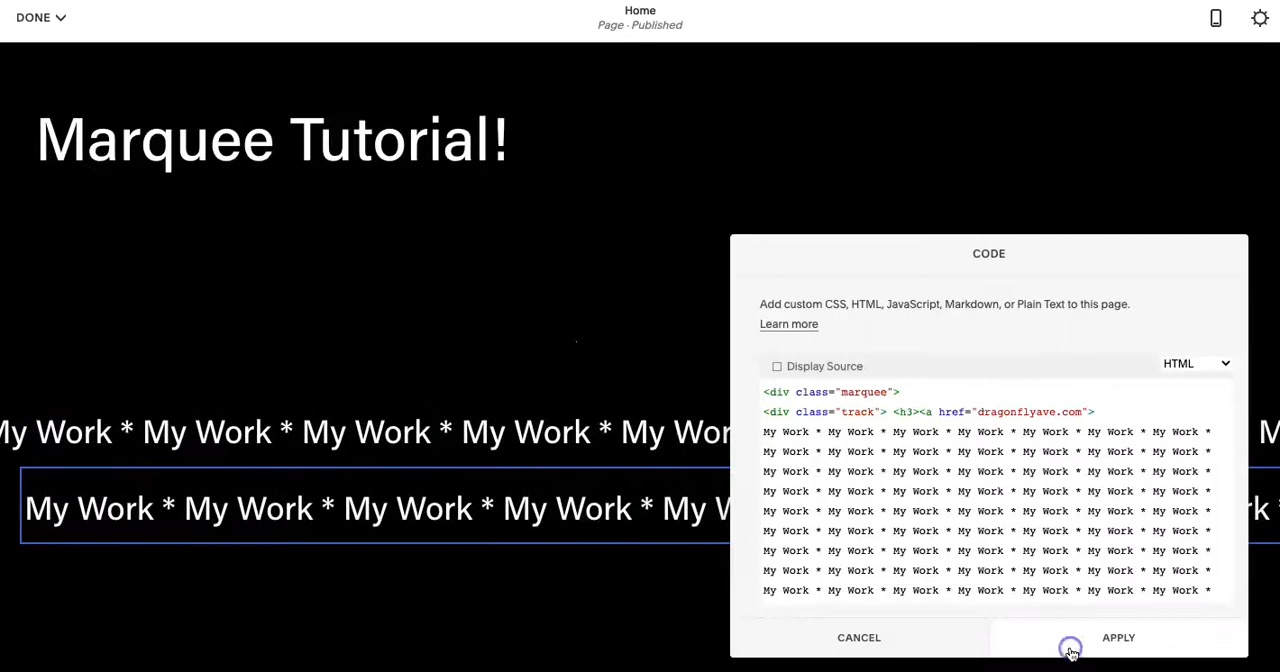 DONE
Home
Page · Published
Marquee Tutorial!
CODE
Add custom CSS, HTML, JavaScript, Markdown, or Plain Text to this page.
Learn more
Display Source
HTML
<div class="marquee">
<div class="track"> <h3><a href="dragonflyave.com">
My Work * My Work * My Work * My Work * My Work * My Work * My Work *
My Work * My Work * My Work * My Work * My Work * My Work * My Work *
My Work * My Work * My Work * My Work * My Work * My Work * My Work *
My Work * My Work * My Work * My Work * My Work * My Work * My Work *
My Work * My Work * My Work * My Work * My Work * My Work * My Work *
My Work * My Work * My Work * My Work * My Work * My Work * My Work *
My Work * My Work * My Work * My Work * My Work * My Work * My Work *
My Work * My Work * My Work * My Work * My Work * My Work * My Work *
My Work * My Work * My Work * My Work * My Work * My Work * My Work *
CANCEL
APPLY
My Work * My Work * My Work * My Work * My Wor M
My Work * My Work * My Work * My Work * My W rk *